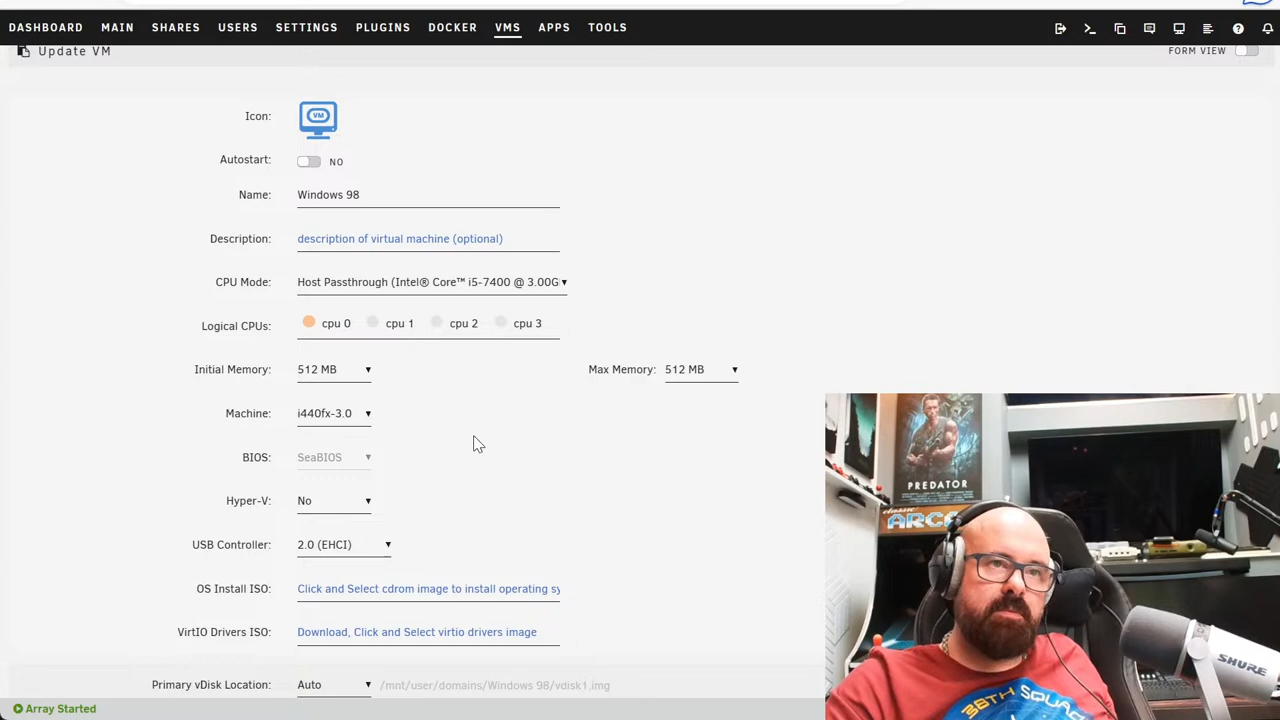 DASHBOARD MAIN SHARES USERS SETTINGS PLUGINS DOCKER VMS APPS TOOLS
Update VM
FORM VIEW
Icon:
VM
Autostart: NO
Name: Windows 98
Description: description of virtual machine (optional)
CPU Mode: Host Passthrough (Intel® Core™ i5-7400 @ 3.00G
Logical CPUs: cpu 0 cpu 1 cpu 2 cpu 3
Initial Memory: 512 MB Max Memory: 512 MB
Machine: i440fx-3.0
BIOS: SeaBIOS
Hyper-V: No
USB Controller: 2.0 (EHCI)
OS Install ISO: Click and Select cdrom image to install operating sy
VirtIO Drivers ISO: Download, Click and Select virtio drivers image
Primary vDisk Location: Auto /mnt/user/domains/Windows 98/vdisk1.img
Array Started
PREDATOR
classic
ARCA
SHURE
38TH SQUAD